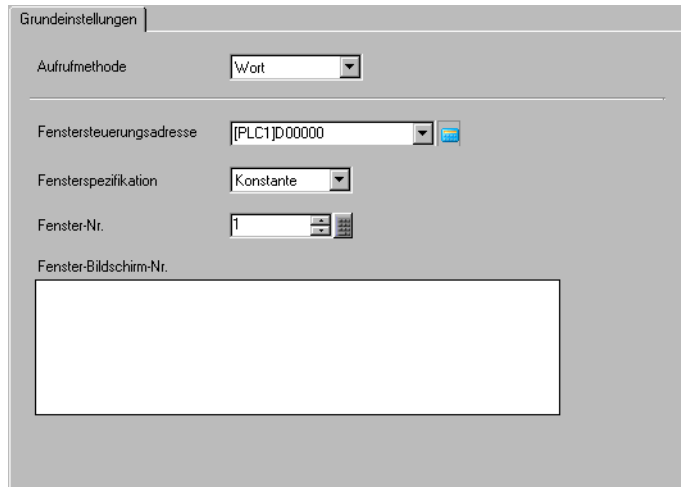 Grundeinstellungen
Aufrufmethode Wort
Fenstersteuerungsadresse [PLC1]D00000
Fensterspezifikation Konstante
Fenster-Nr. 1
Fenster-Bildschirm-Nr.